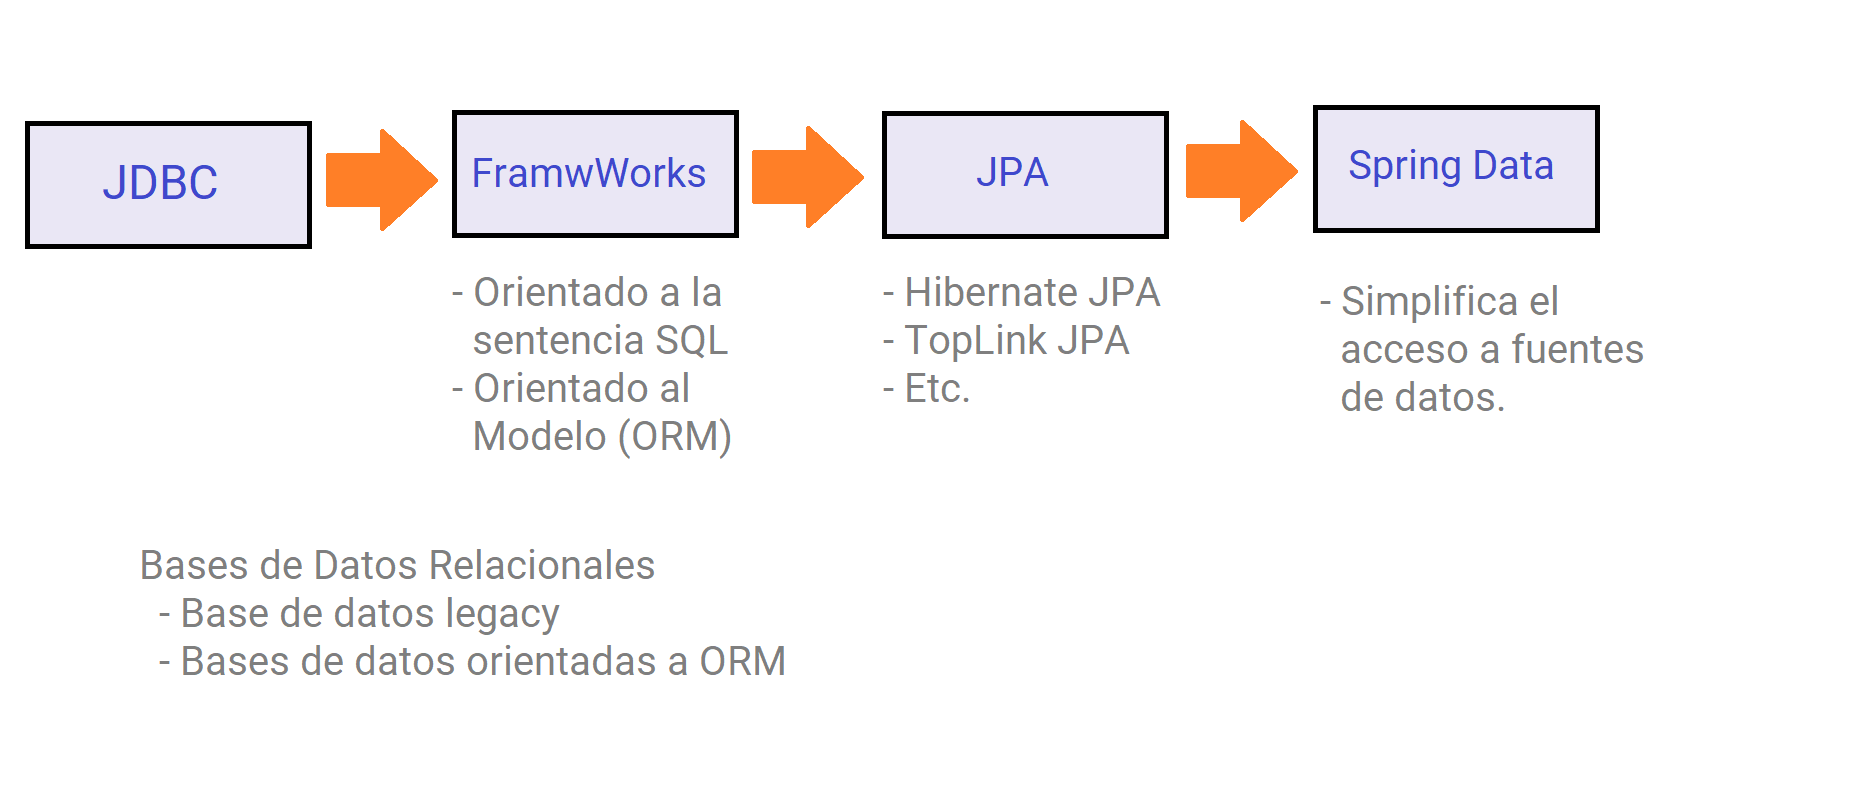 JDBC
FramwWorks
JPA
Spring Data
- Orientado a la
sentencia SQL
- Orientado al
Modelo (ORM)
- Hibernate JPA
- TopLink JPA
- Etc.
- Simplifica el
acceso a fuentes
de datos.
Bases de Datos Relacionales
- Base de datos legacy
- Bases de datos orientadas a ORM